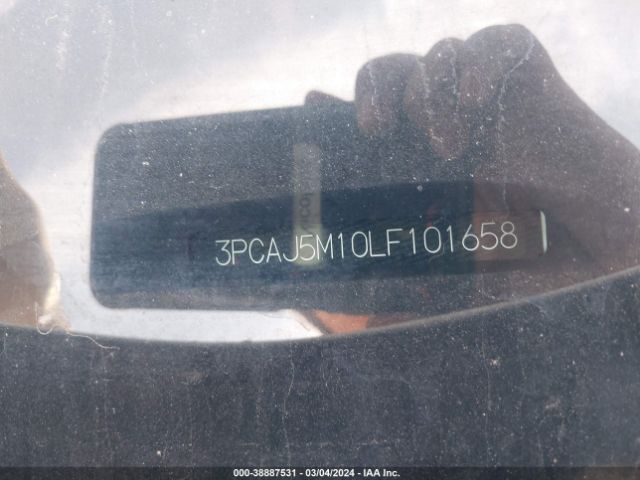 3PCAJ5M10LF101658
000-38887531 - 03/04/2024 - IAA Inc.